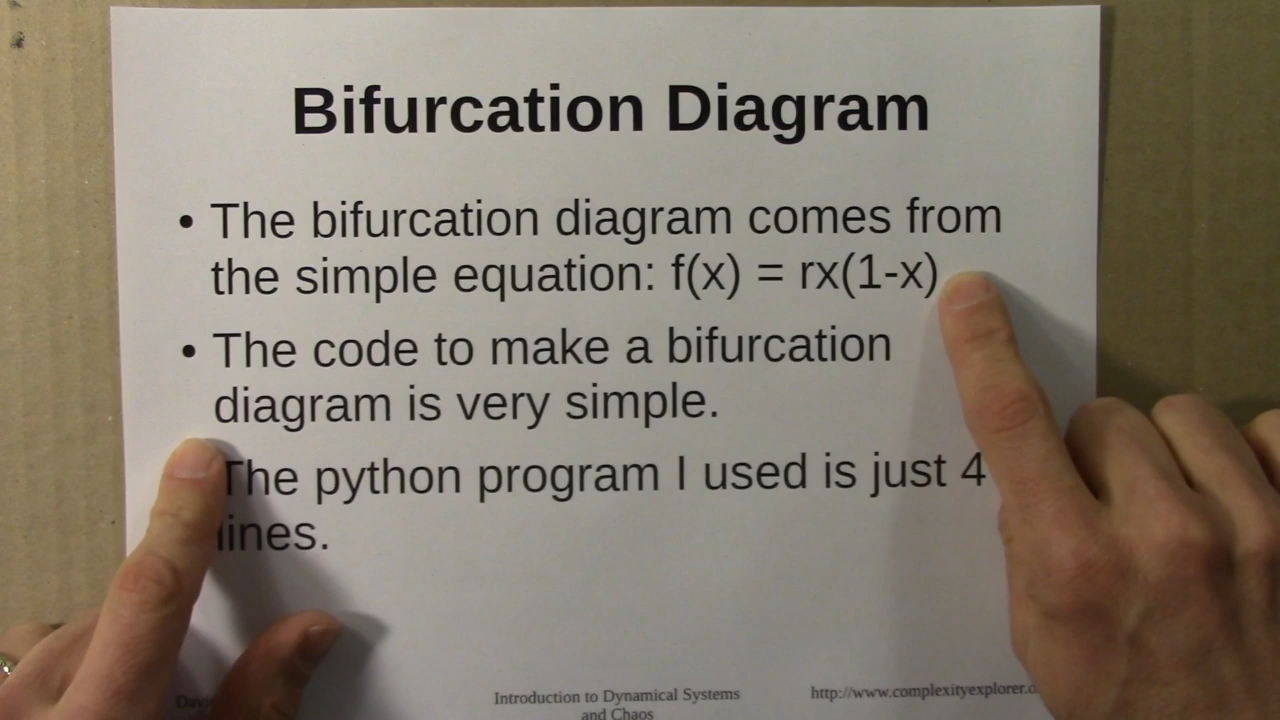 Bifurcation Diagram
• The bifurcation diagram comes from
the simple equation: f(x) = rx(1-x)
• The code to make a bifurcation
diagram is very simple.
The python program I used is just 4
lines.
Introduction to Dynamical Systems
and Chaos
http://www.complexityexplorer.o